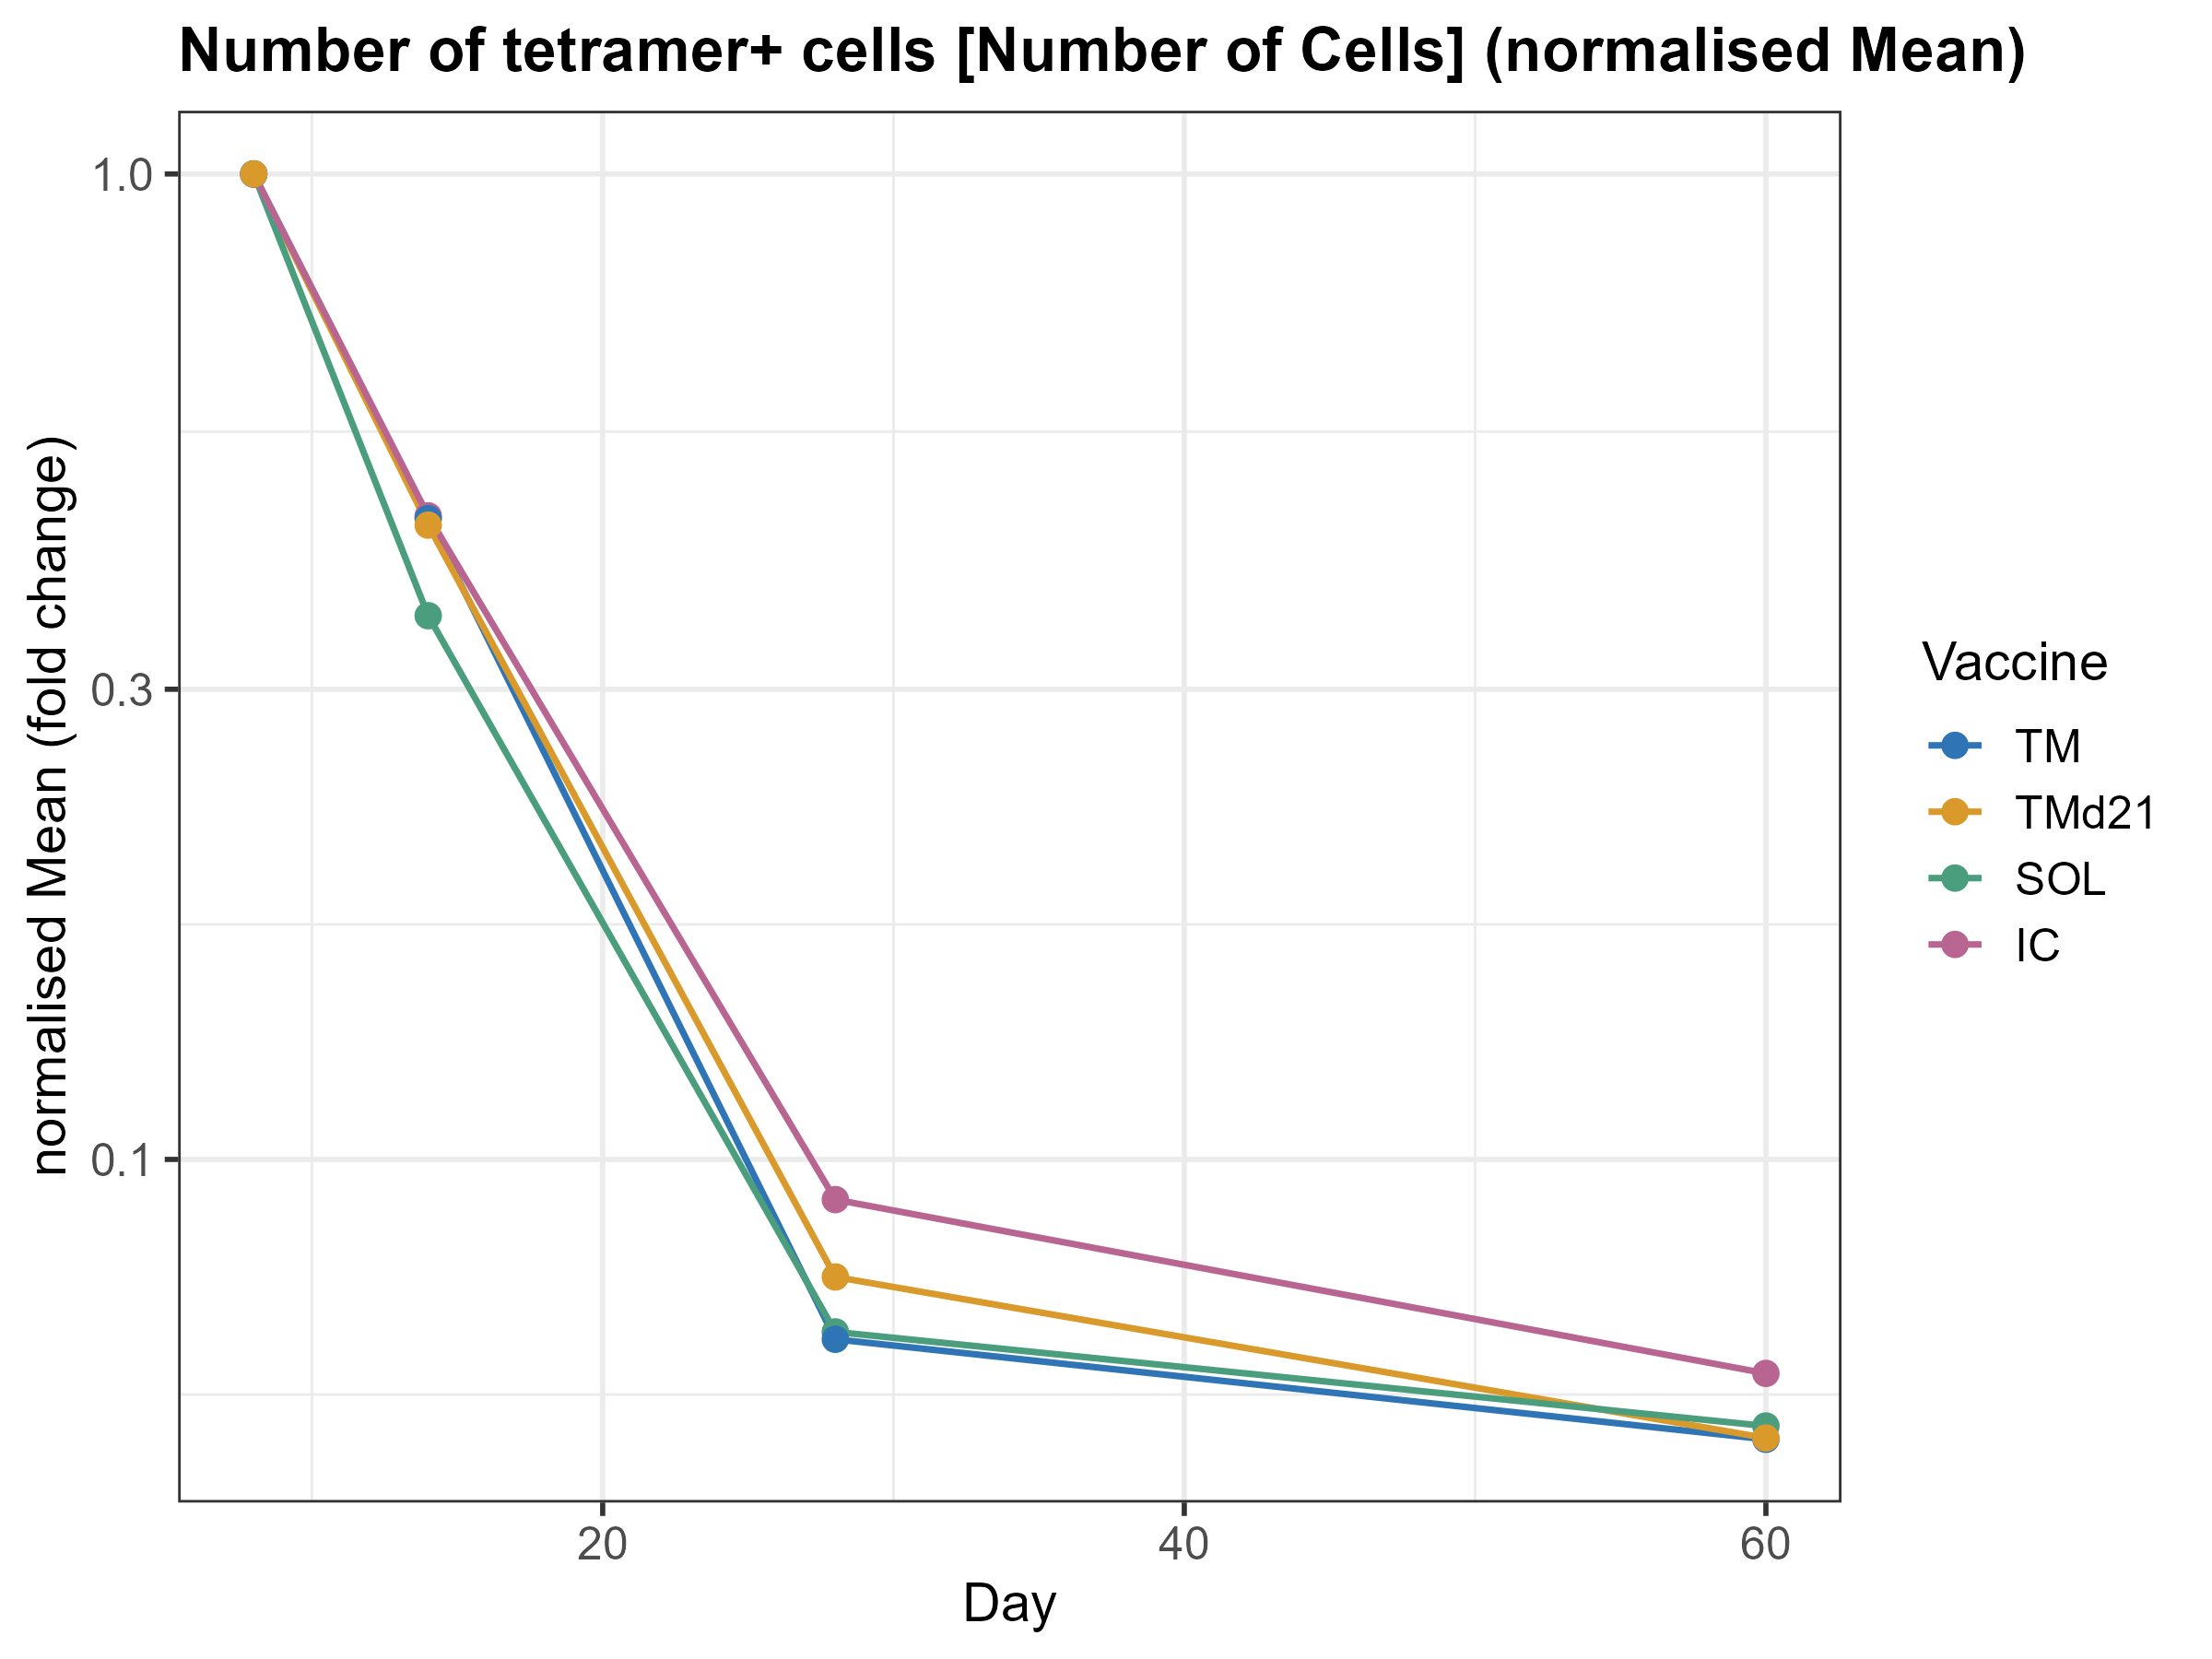 Number of tetramer+ cells [Number of Cells] (normalised Mean)
normalised Mean (fold change)
1.0
0.3
0.1
20
40
60
Day
Vaccine
TM
TMd21
SOL
IC